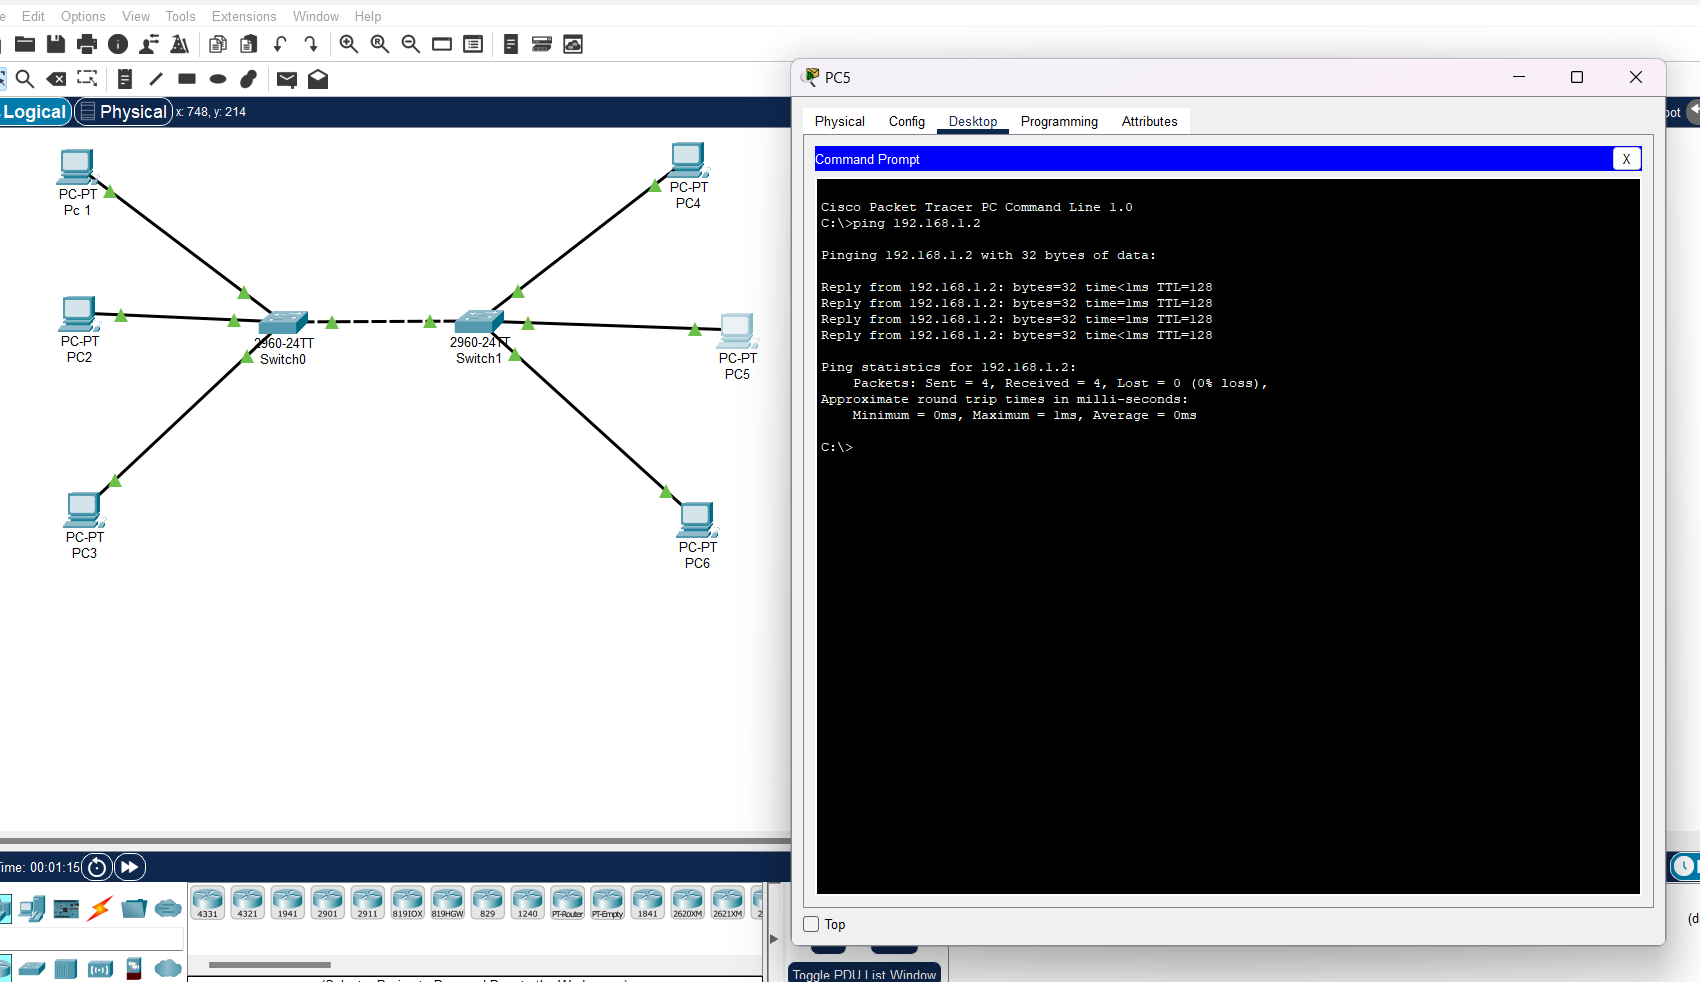 Edit Options View Tools Extensions Window Help
Logical Physical x: 748, y: 214
PC-PT
Pc 1
PC-PT
PC4
PC-PT
PC2
2960-24TT
Switch0
2960-24TT
Switch1
PC-PT
PC5
PC-PT
PC3
PC-PT
PC6
PC5
Physical Config Desktop Programming Attributes
Command Prompt X
Cisco Packet Tracer PC Command Line 1.0
C:\>ping 192.168.1.2
Pinging 192.168.1.2 with 32 bytes of data:
Reply from 192.168.1.2: bytes=32 time<1ms TTL=128
Reply from 192.168.1.2: bytes=32 time=1ms TTL=128
Reply from 192.168.1.2: bytes=32 time=1ms TTL=128
Reply from 192.168.1.2: bytes=32 time<1ms TTL=128
Ping statistics for 192.168.1.2:
Packets: Sent = 4, Received = 4, Lost = 0 (0% loss),
Approximate round trip times in milli-seconds:
Minimum = 0ms, Maximum = 1ms, Average = 0ms
C:\>
Top
ime: 00:01:15
4331 4321 1941 2901 2911 819IOX 819HGW 829 1240 PT-Router PT-Empty 1841 2620XM 2621XM
Toggle PDU List Window